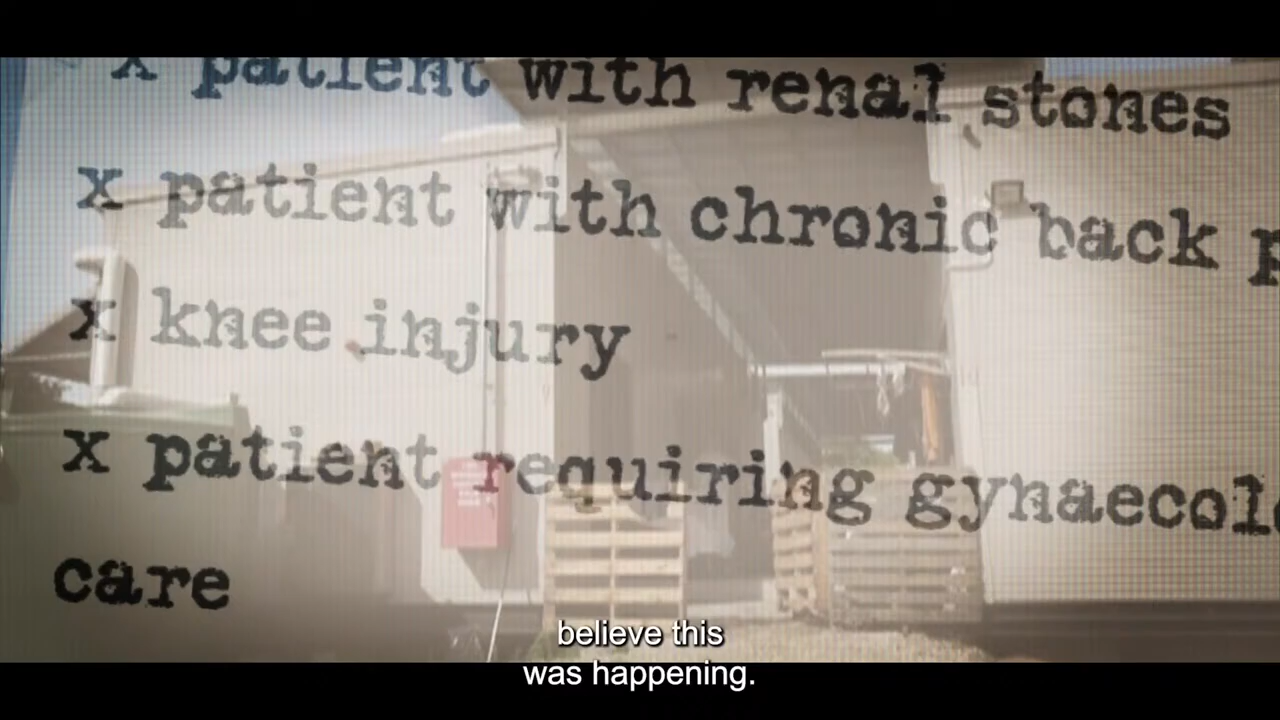 x patient with renal stones
x patient with chronic back p
x knee injury
x patient requiring gynaecol
care
believe this
was happening.